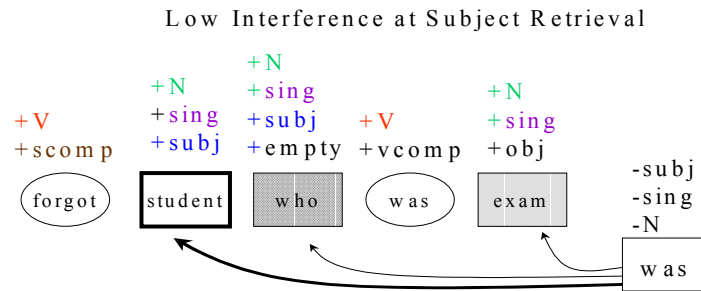 Low Interference at Subject Retrieval
+V
+scomp
forgot
+N
+sing
+subj
student
+N
+sing
+subj
+empty
who
+V
+vcomp
was
+N
+sing
+obj
exam
-subj
-sing
-N
was